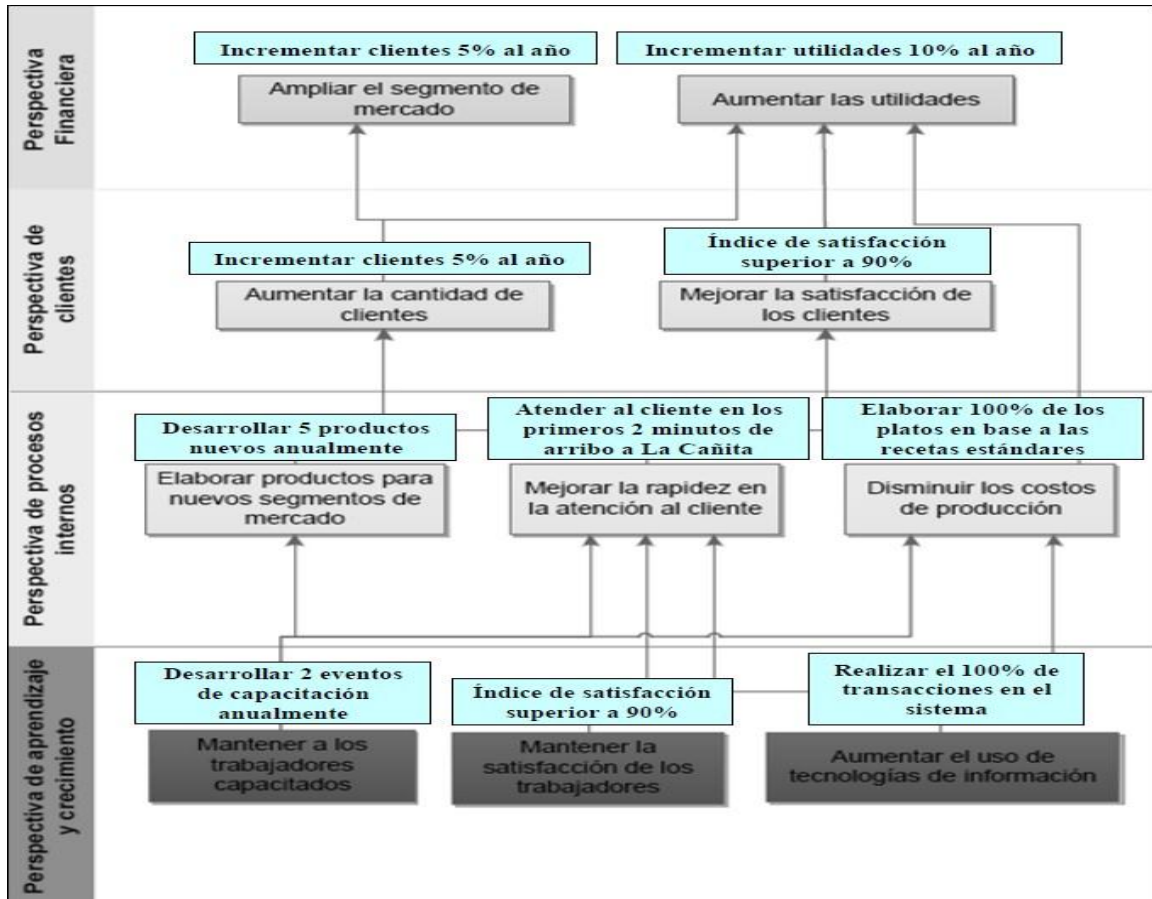 Perspectiva
Financiera
Incrementar clientes 5% al año
Ampliar el segmento de
mercado
Incrementar utilidades 10% al año
Aumentar las utilidades
Perspectiva de
clientes
Incrementar clientes 5% al año
Aumentar la cantidad de
clientes
Índice de satisfacción
superior a 90%
Mejorar la satisfacción de
los clientes
Perspectiva de procesos
internos
Desarrollar 5 productos
nuevos anualmente
Elaborar productos para
nuevos segmentos de
mercado
Atender al cliente en los
primeros 2 minutos de
arribo a La Cañita
Mejorar la rapidez en
la atención al cliente
Elaborar 100% de los
platos en base a las
recetas estándares
Disminuir los costos
de producción
Perspectiva de aprendizaje
y crecimiento
Desarrollar 2 eventos
de capacitación
anualmente
Mantener a los
trabajadores
capacitados
Índice de satisfacción
superior a 90%
Mantener la
satisfacción de los
trabajadores
Realizar el 100% de
transacciones en el
sistema
Aumentar el uso de
tecnologías de información